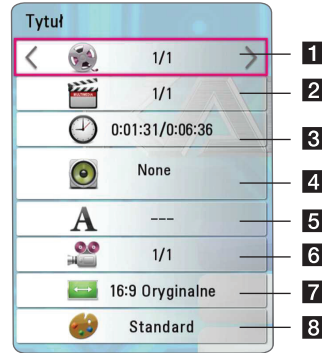 Tytuł
1/1 1
1/1 2
0:01:31/0:06:36 3
None 4
A --- 5
1/1 6
16:9 Oryginalne 7
Standard 8